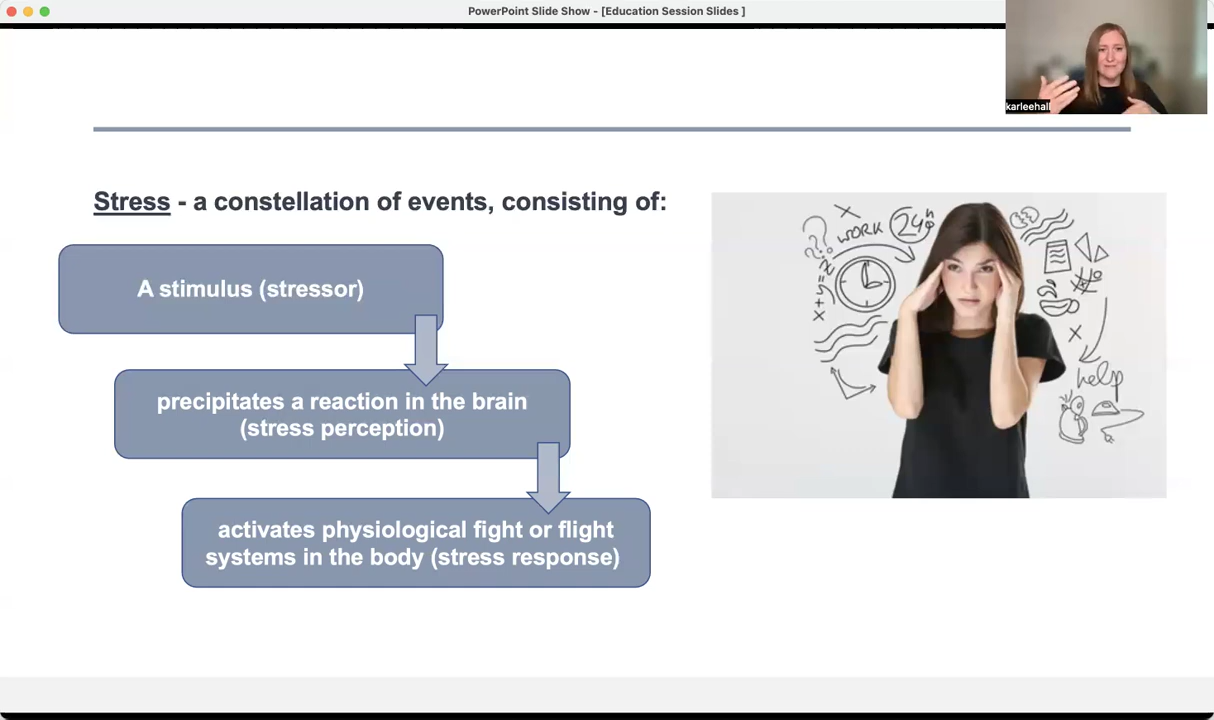 PowerPoint Slide Show - [Education Session Slides ]
karleehall
Stress - a constellation of events, consisting of:
A stimulus (stressor)
precipitates a reaction in the brain
(stress perception)
activates physiological fight or flight
systems in the body (stress response)
???
WORK
24h
x+y=z
x
x
help